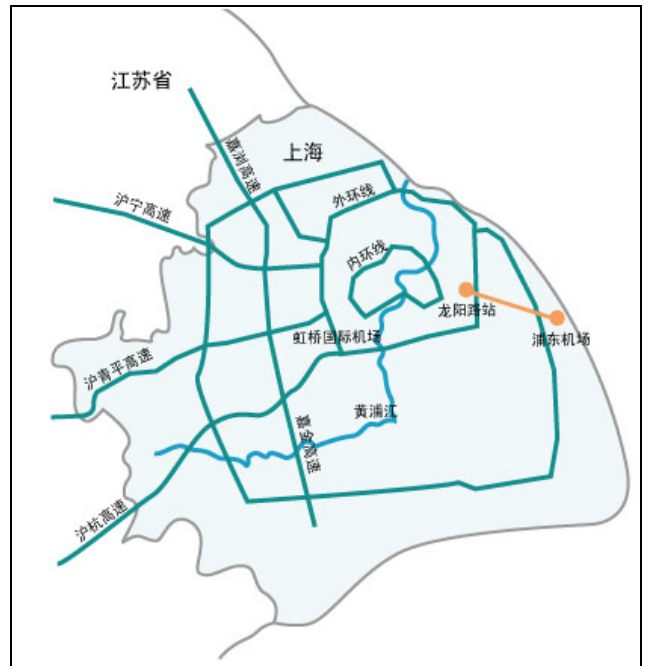 江苏省
上海
嘉浏高速
沪宁高速
外环线
内环线
龙阳路站
浦东机场
虹桥国际机场
沪青平高速
黄浦江
嘉金高速
沪杭高速